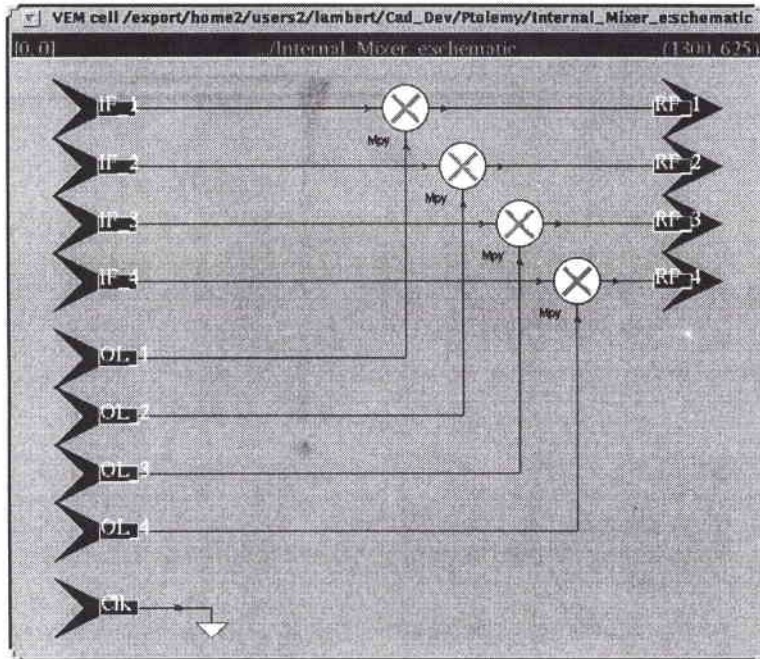 VEM cell /export/home2/users2/lambert/Cad_Dev/Ptolemy/Internal_Mixer_eschematic
[0, 0] ../Internal_Mixer_eschematic (1300, 625)
IF_1 RF_1
Mpy
IF_2 RF_2
Mpy
IF_3 RF_3
Mpy
IF_4 RF_4
Mpy
OL_1
OL_2
OL_3
OL_4
Clk